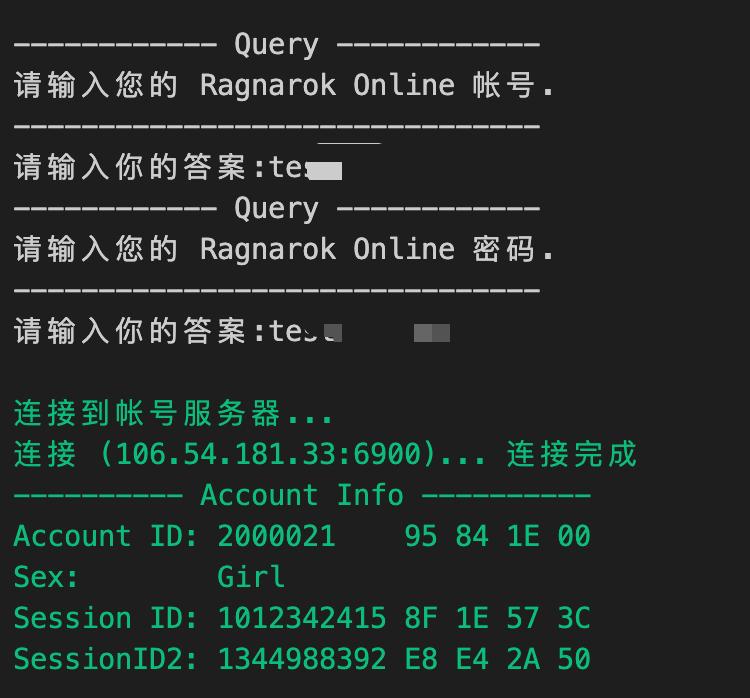 ------------ Query ------------
请输入您的 Ragnarok Online 帐号.
-------------------------------
请输入你的答案:tes
------------ Query ------------
请输入您的 Ragnarok Online 密码.
-------------------------------
请输入你的答案:test
连接到帐号服务器...
连接 (106.54.181.33:6900)... 连接完成
---------- Account Info ----------
Account ID: 2000021    95 84 1E 00
Sex:        Girl
Session ID: 1012342415 8F 1E 57 3C
SessionID2: 1344988392 E8 E4 2A 50